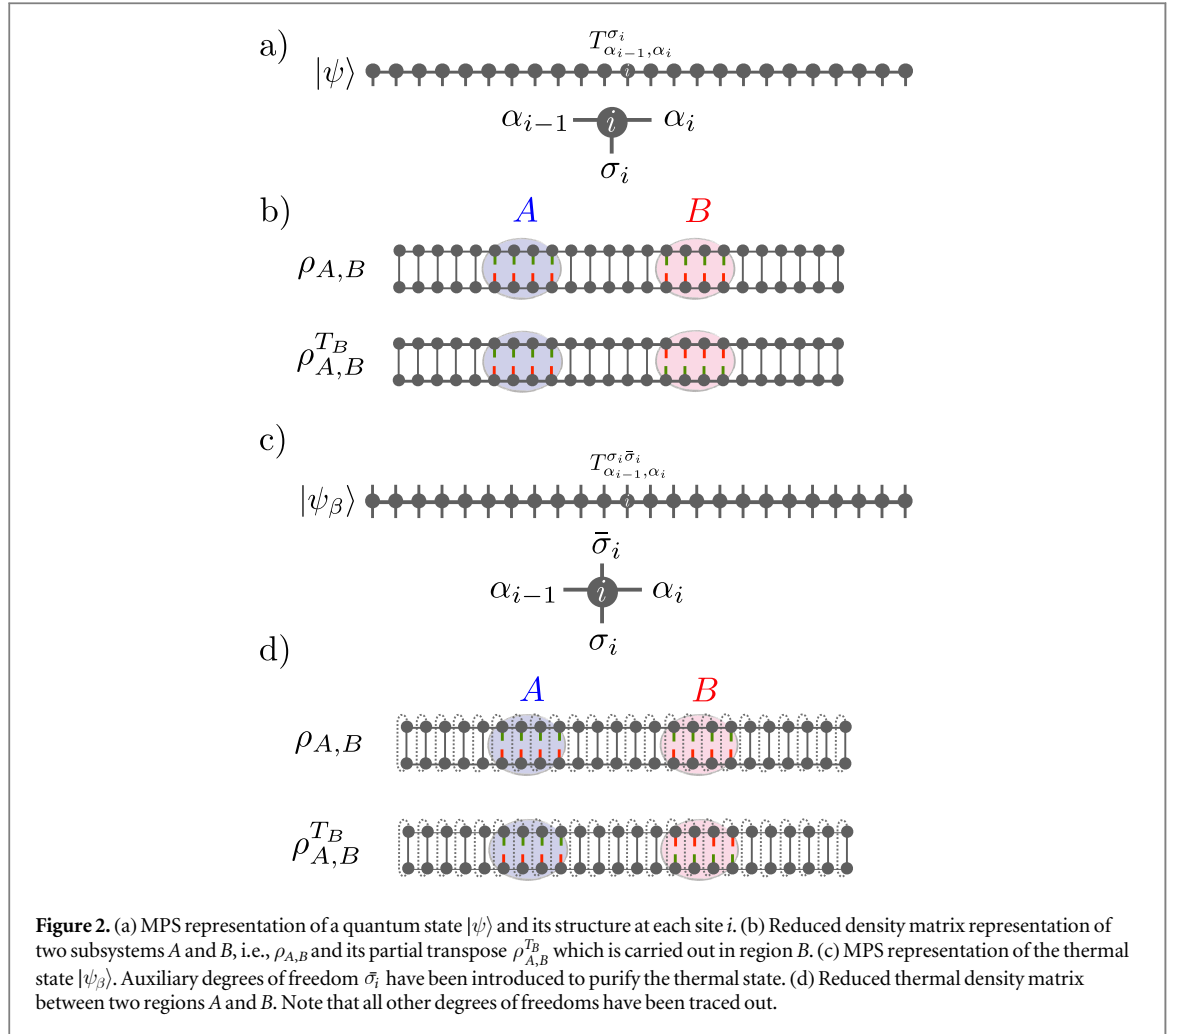 a)
T^{σ_i}_{α_{i−1},α_i}
|ψ⟩
i
α_{i−1} i α_i
σ_i
b)
A B
ρ_{A,B}
ρ^{T_B}_{A,B}
c)
T^{σ_i σ̄_i}_{α_{i−1},α_i}
|ψ_β⟩
i
σ̄_i
α_{i−1} i α_i
σ_i
d)
A B
ρ_{A,B}
ρ^{T_B}_{A,B}
Figure 2. (a) MPS representation of a quantum state |ψ⟩ and its structure at each site i. (b) Reduced density matrix representation of
two subsystems A and B, i.e., ρ_{A,B} and its partial transpose ρ^{T_B}_{A,B} which is carried out in region B. (c) MPS representation of the thermal
state |ψ_β⟩. Auxiliary degrees of freedom σ̄_i have been introduced to purify the thermal state. (d) Reduced thermal density matrix
between two regions A and B. Note that all other degrees of freedoms have been traced out.